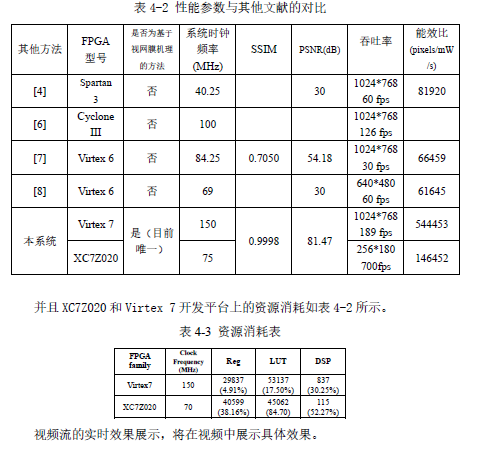 表 4-2 性能参数与其他文献的对比
其他方法 FPGA 型号 是否为基于视网膜机理的方法 系统时钟频率 (MHz) SSIM PSNR(dB) 吞吐率 能效比 (pixels/mW/s)
[4] Spartan 3 否 40.25 30 1024*768 60 fps 81920
[6] Cyclone III 否 100 1024*768 126 fps
[7] Virtex 6 否 84.25 0.7050 54.18 1024*768 30 fps 66459
[8] Virtex 6 否 69 30 640*480 60 fps 61645
本系统 Virtex 7 是（目前唯一） 150 0.9998 81.47 1024*768 189 fps 544453
XC7Z020 75 256*180 700fps 146452
并且 XC7Z020 和 Virtex 7 开发平台上的资源消耗如表 4-2 所示。
表 4-3 资源消耗表
FPGA family Clock Frequency (MHz) Reg LUT DSP
Virtex7 150 29837 (4.91%) 53137 (17.50%) 837 (30.25%)
XC7Z020 70 40599 (38.16%) 45062 (84.70) 115 (52.27%)
视频流的实时效果展示，将在视频中展示具体效果。